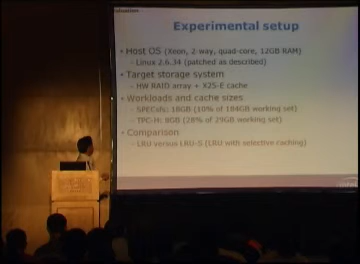 Experimental setup
• Host OS (Xeon, 2-way, quad-core, 12GB RAM)
– Linux 2.6.34 (patched as described)
• Target storage system
– HW RAID array + X25-E cache
• Workloads and cache sizes
– SPECsfs: 18GB (10% of 184GB working set)
– TPC-H: 8GB (28% of 29GB working set)
• Comparison
– LRU versus LRU-S (LRU with selective caching)